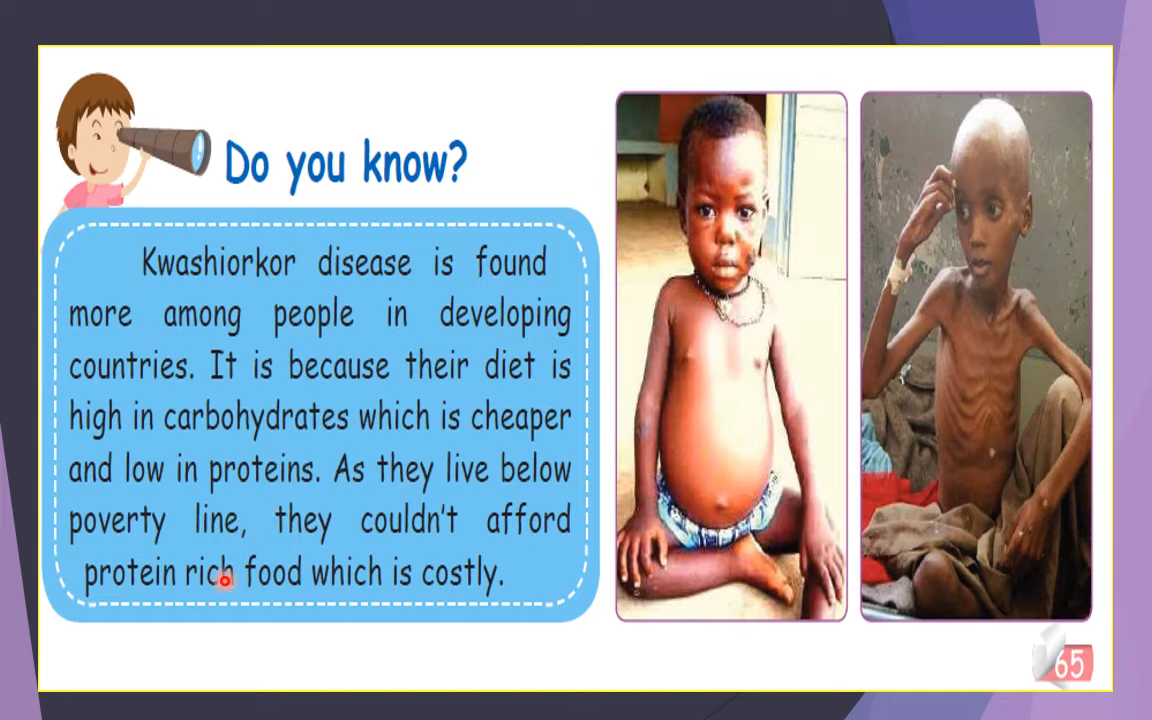 Do you know?
Kwashiorkor disease is found
more among people in developing
countries. It is because their diet is
high in carbohydrates which is cheaper
and low in proteins. As they live below
poverty line, they couldn't afford
protein rich food which is costly.
65